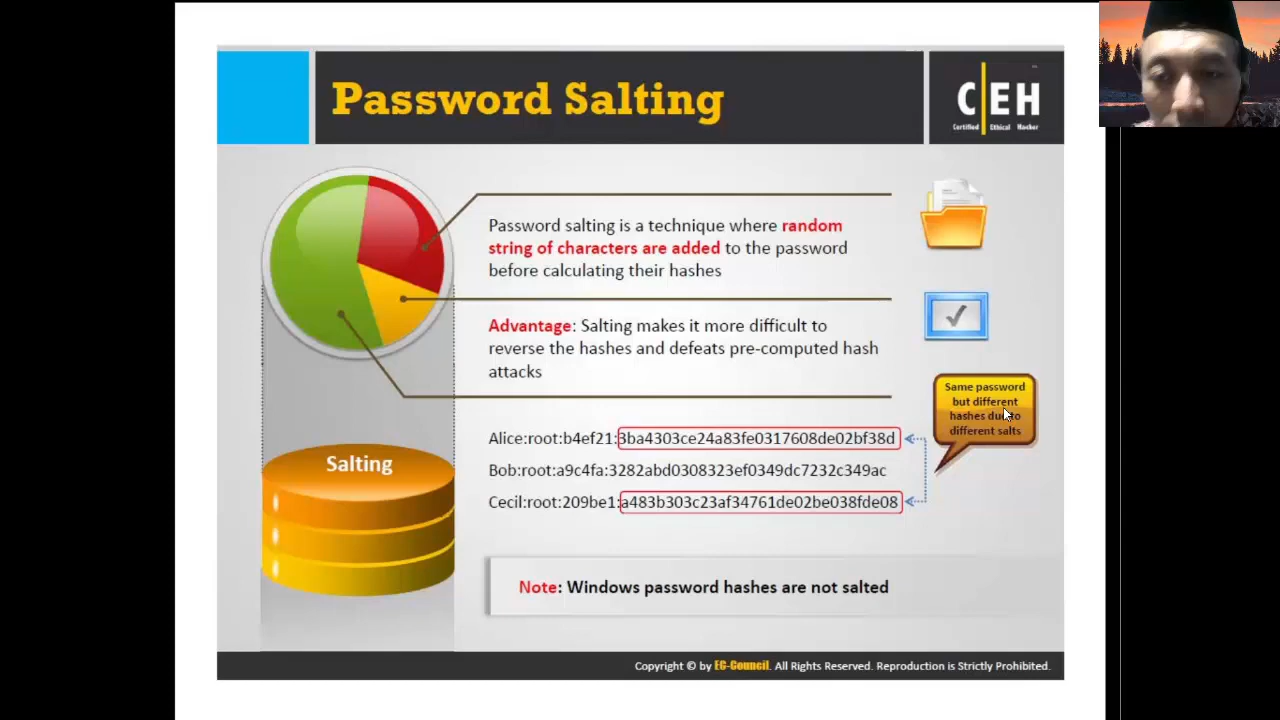 Password Salting
C|EH
Certified Ethical Hacker
Password salting is a technique where random
string of characters are added to the password
before calculating their hashes
Advantage: Salting makes it more difficult to
reverse the hashes and defeats pre-computed hash
attacks
Same password
but different
hashes due to
different salts
Alice:root:b4ef21:3ba4303ce24a83fe0317608de02bf38d
Bob:root:a9c4fa:3282abd0308323ef0349dc7232c349ac
Cecil:root:209be1:a483b303c23af34761de02be038fde08
Salting
Note: Windows password hashes are not salted
Copyright © by EC-Council. All Rights Reserved. Reproduction is Strictly Prohibited.